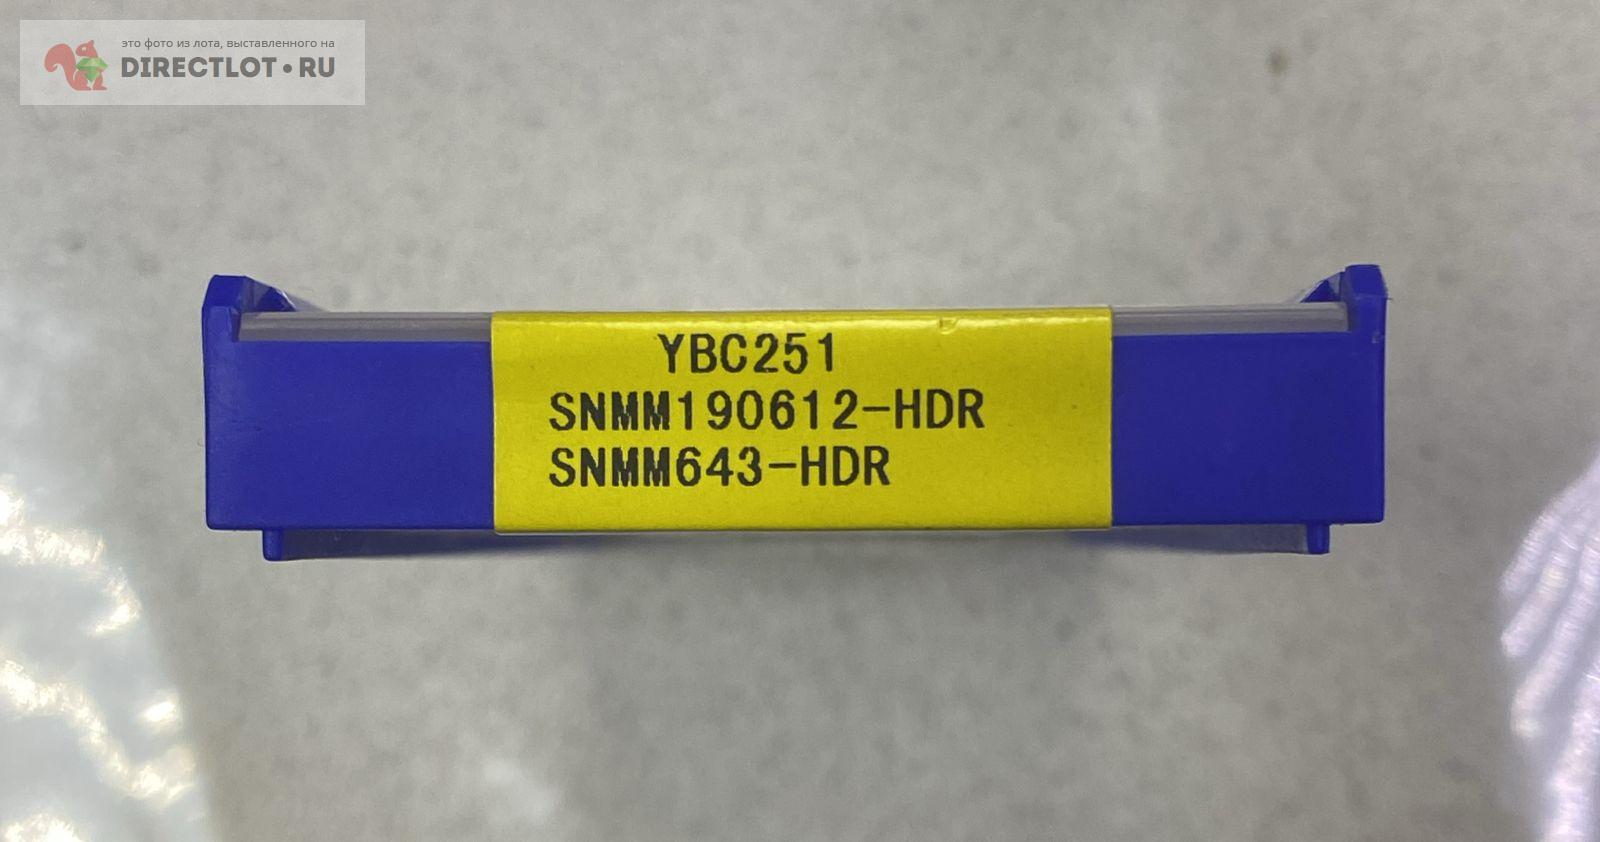 это фото из лота, выставленного на
DIRECTLOT•RU
YBC251
SNMM190612-HDR
SNMM643-HDR